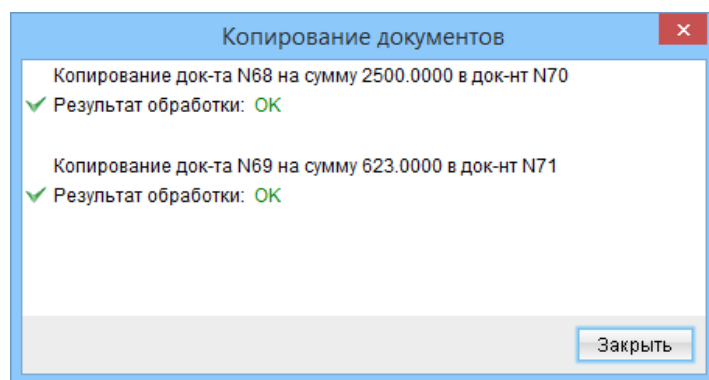 Копирование документов
Копирование док-та N68 на сумму 2500.0000 в док-нт N70
Результат обработки: OK
Копирование док-та N69 на сумму 623.0000 в док-нт N71
Результат обработки: OK
Закрыть